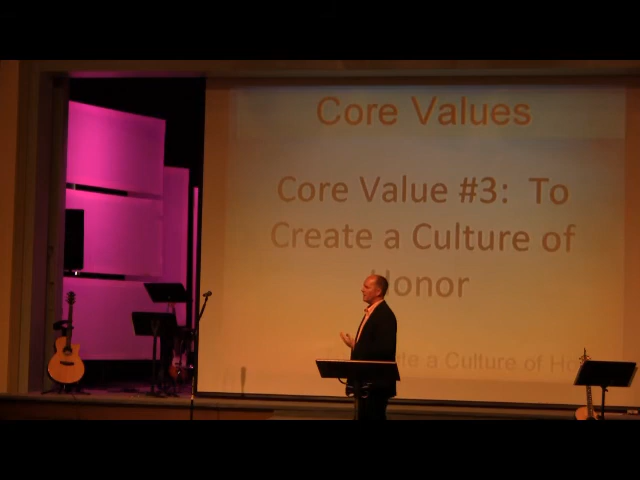 Core Values
Core Value #3: To
Create a Culture of
Honor
a Culture of